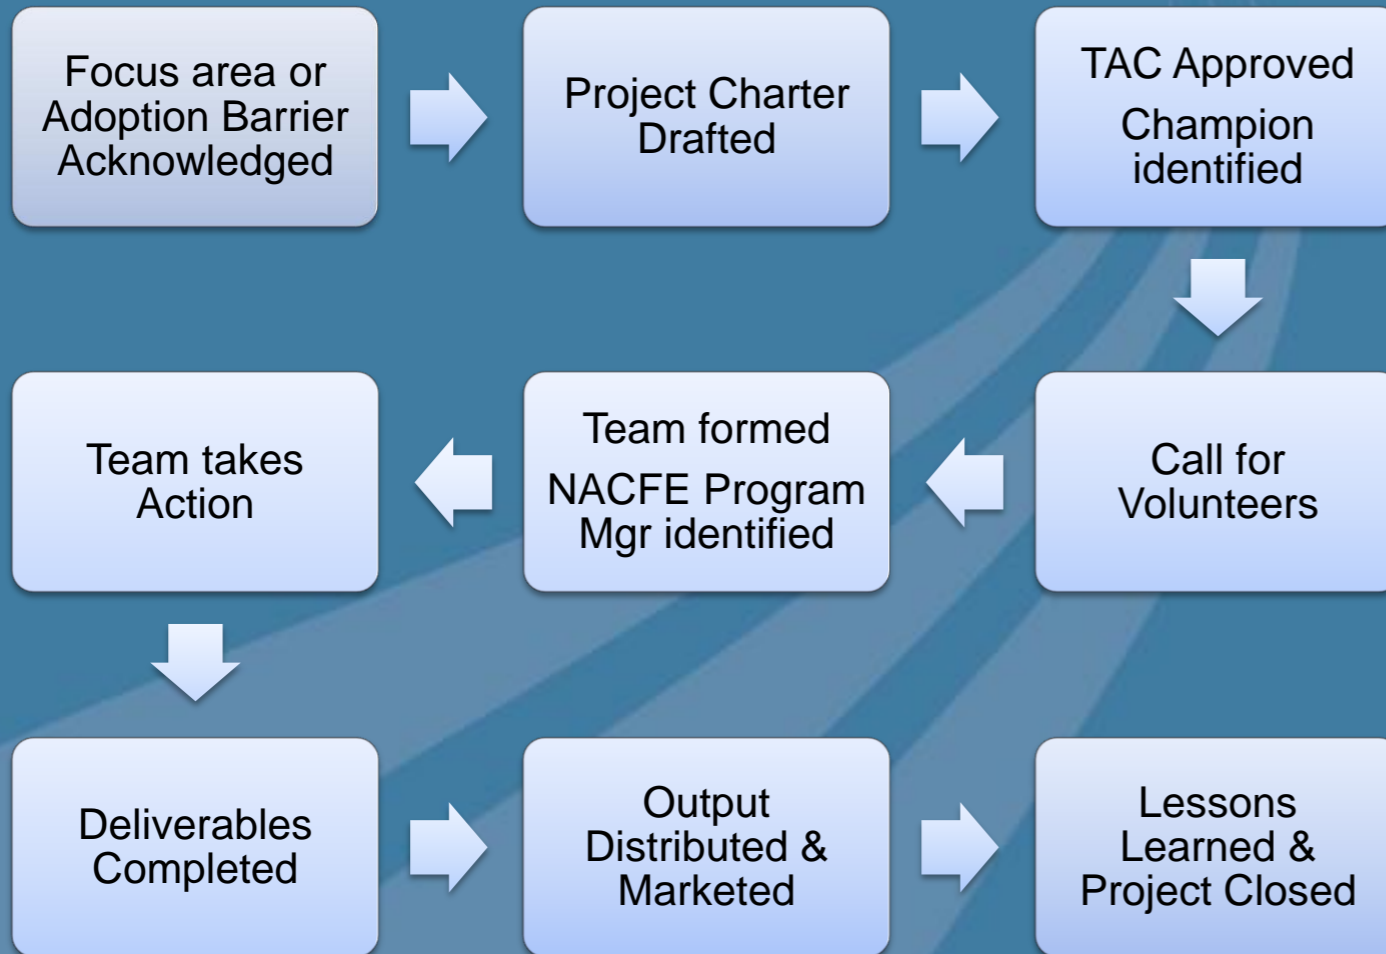 Focus area or
Adoption Barrier
Acknowledged
Project Charter
Drafted
TAC Approved
Champion
identified
Call for
Volunteers
Team formed
NACFE Program
Mgr identified
Team takes
Action
Deliverables
Completed
Output
Distributed &
Marketed
Lessons
Learned &
Project Closed